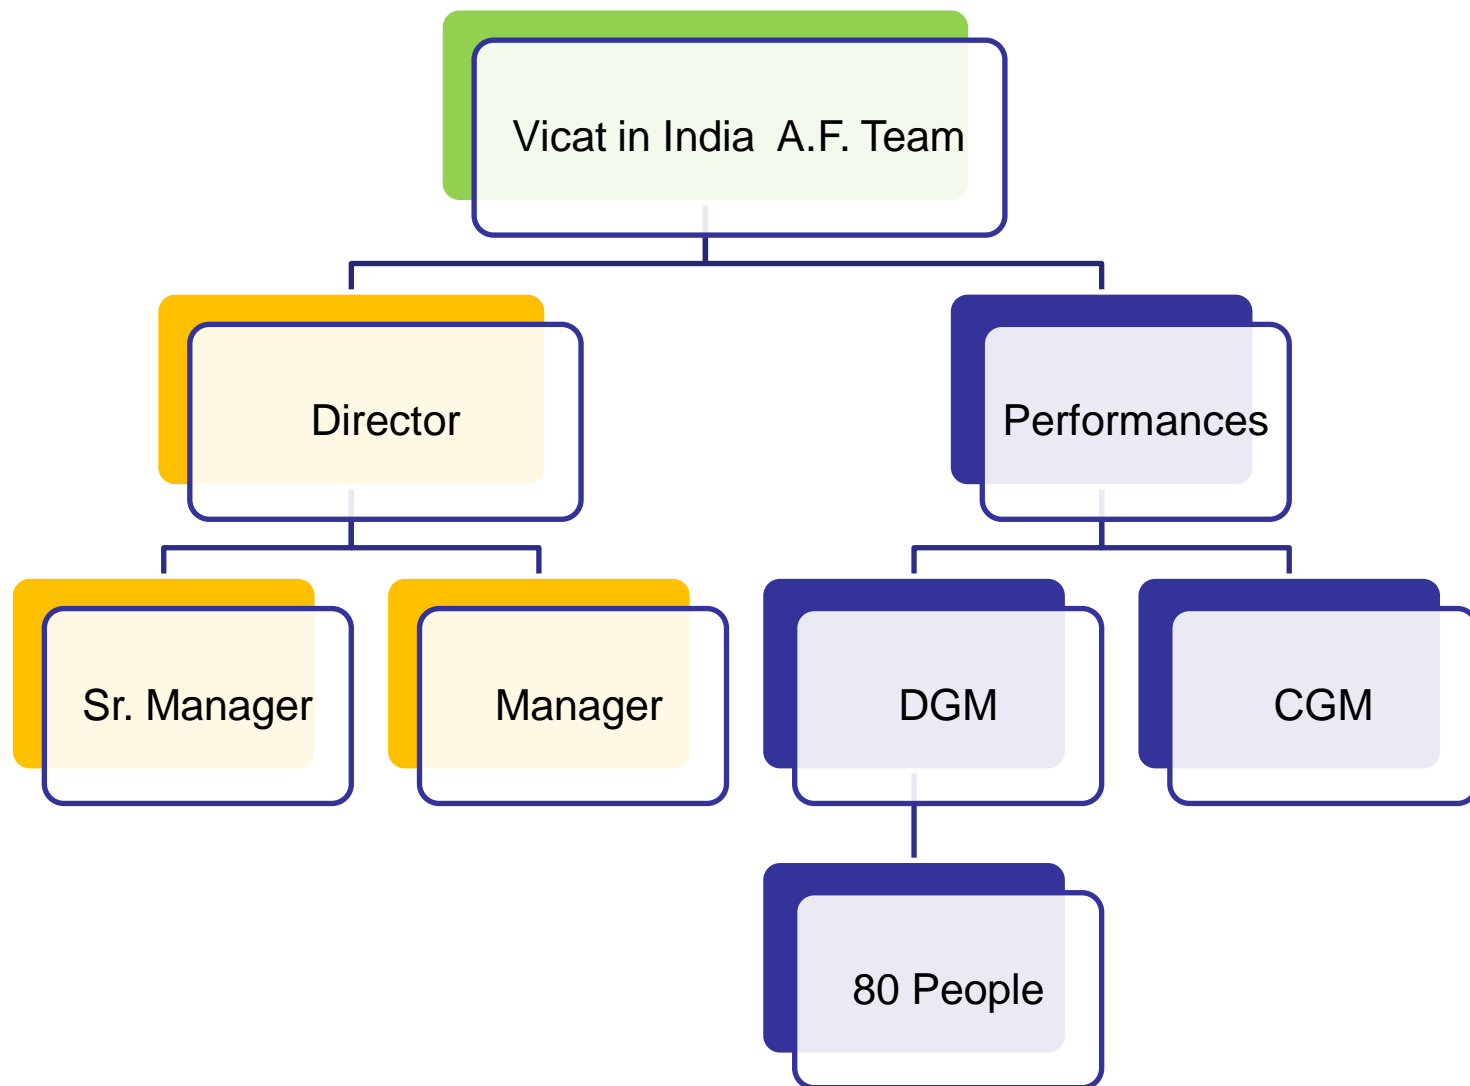 Vicat in India  A.F. Team
Director
Performances
Sr. Manager
Manager
DGM
CGM
80 People